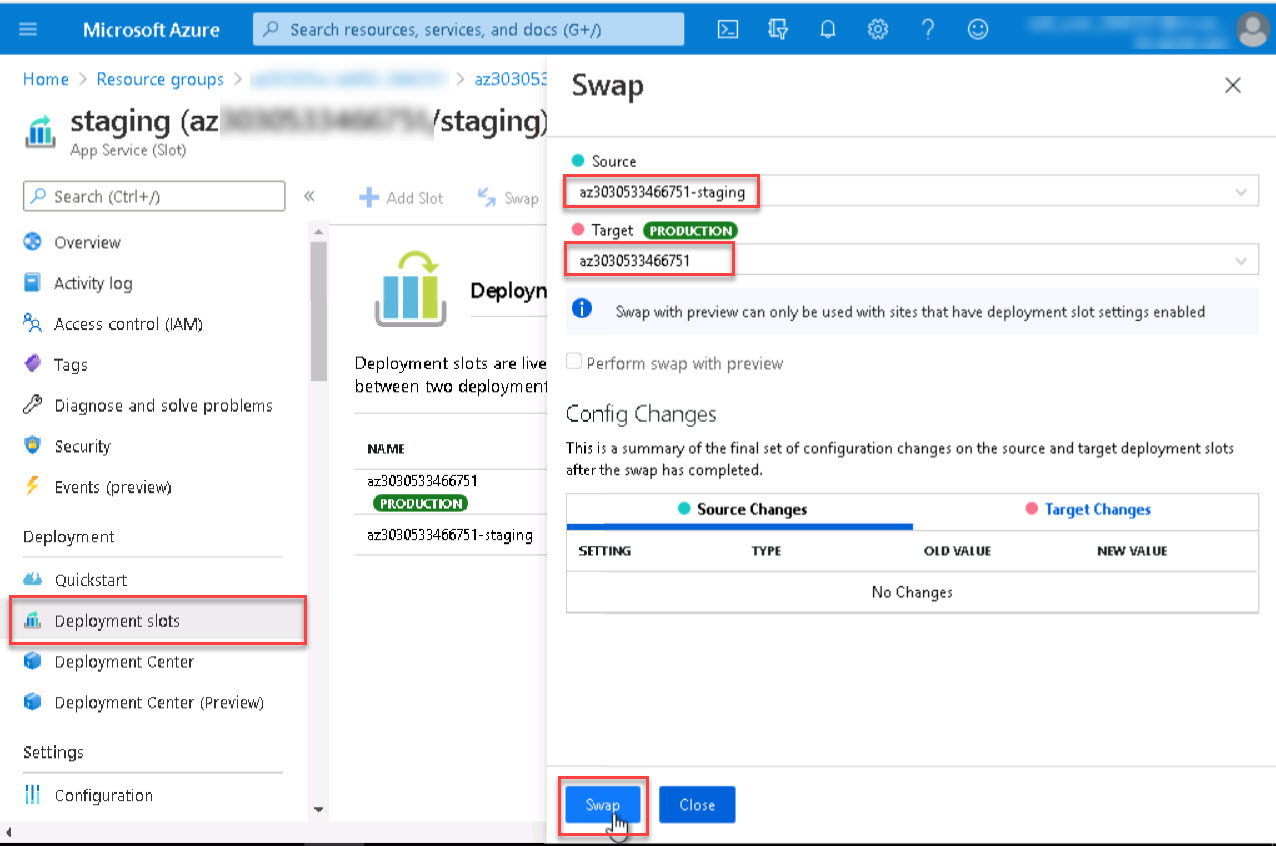 Microsoft Azure
Search resources, services, and docs (G+/)
Home > Resource groups > > az303053
staging (az /staging)
App Service (Slot)
Search (Ctrl+/)
«
Overview
Activity log
Access control (IAM)
Tags
Diagnose and solve problems
Security
Events (preview)
Deployment
Quickstart
Deployment slots
Deployment Center
Deployment Center (Preview)
Settings
Configuration
Add Slot
Swap
Deploym
Deployment slots are live
between two deployment
NAME
az3030533466751
PRODUCTION
az3030533466751-staging
Swap
Source
az3030533466751-staging
Target PRODUCTION
az3030533466751
Swap with preview can only be used with sites that have deployment slot settings enabled
Perform swap with preview
Config Changes
This is a summary of the final set of configuration changes on the source and target deployment slots
after the swap has completed.
Source Changes
Target Changes
SETTING TYPE OLD VALUE NEW VALUE
No Changes
Swap
Close